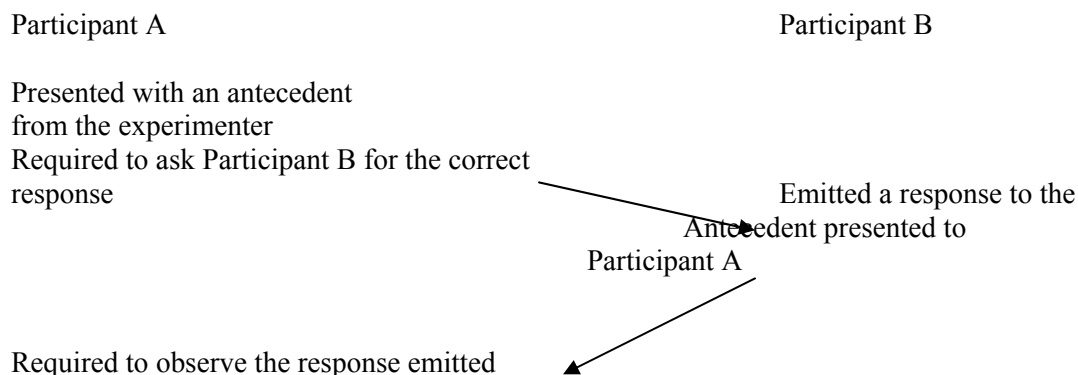 Participant A Participant B
Presented with an antecedent
from the experimenter
Required to ask Participant B for the correct
response Emitted a response to the
Antecedent presented to
Participant A
Required to observe the response emitted